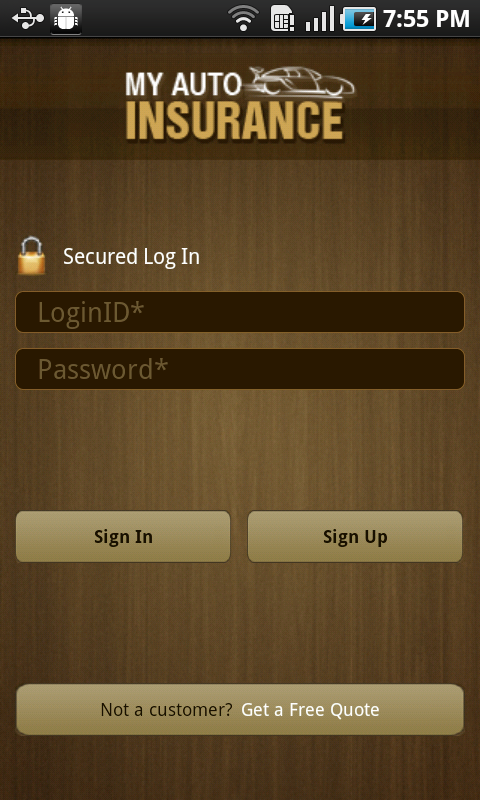 7:55 PM
MY AUTO
INSURANCE
Secured Log In
LoginID*
Password*
Sign In
Sign Up
Not a customer? Get a Free Quote